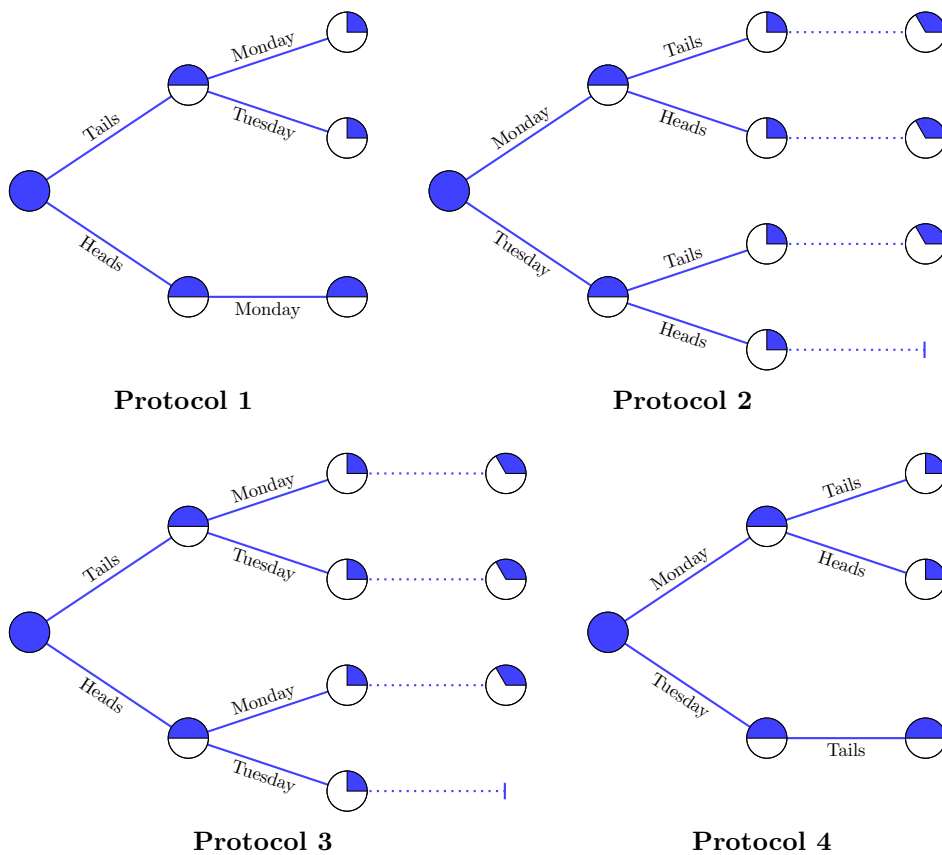 Monday
Tails
Tuesday
Heads
Monday
Protocol 1
Tails
Monday
Heads
Tuesday
Tails
Heads
Protocol 2
Monday
Tails
Tuesday
Heads
Monday
Tuesday
Protocol 3
Tails
Monday
Heads
Tuesday
Tails
Protocol 4